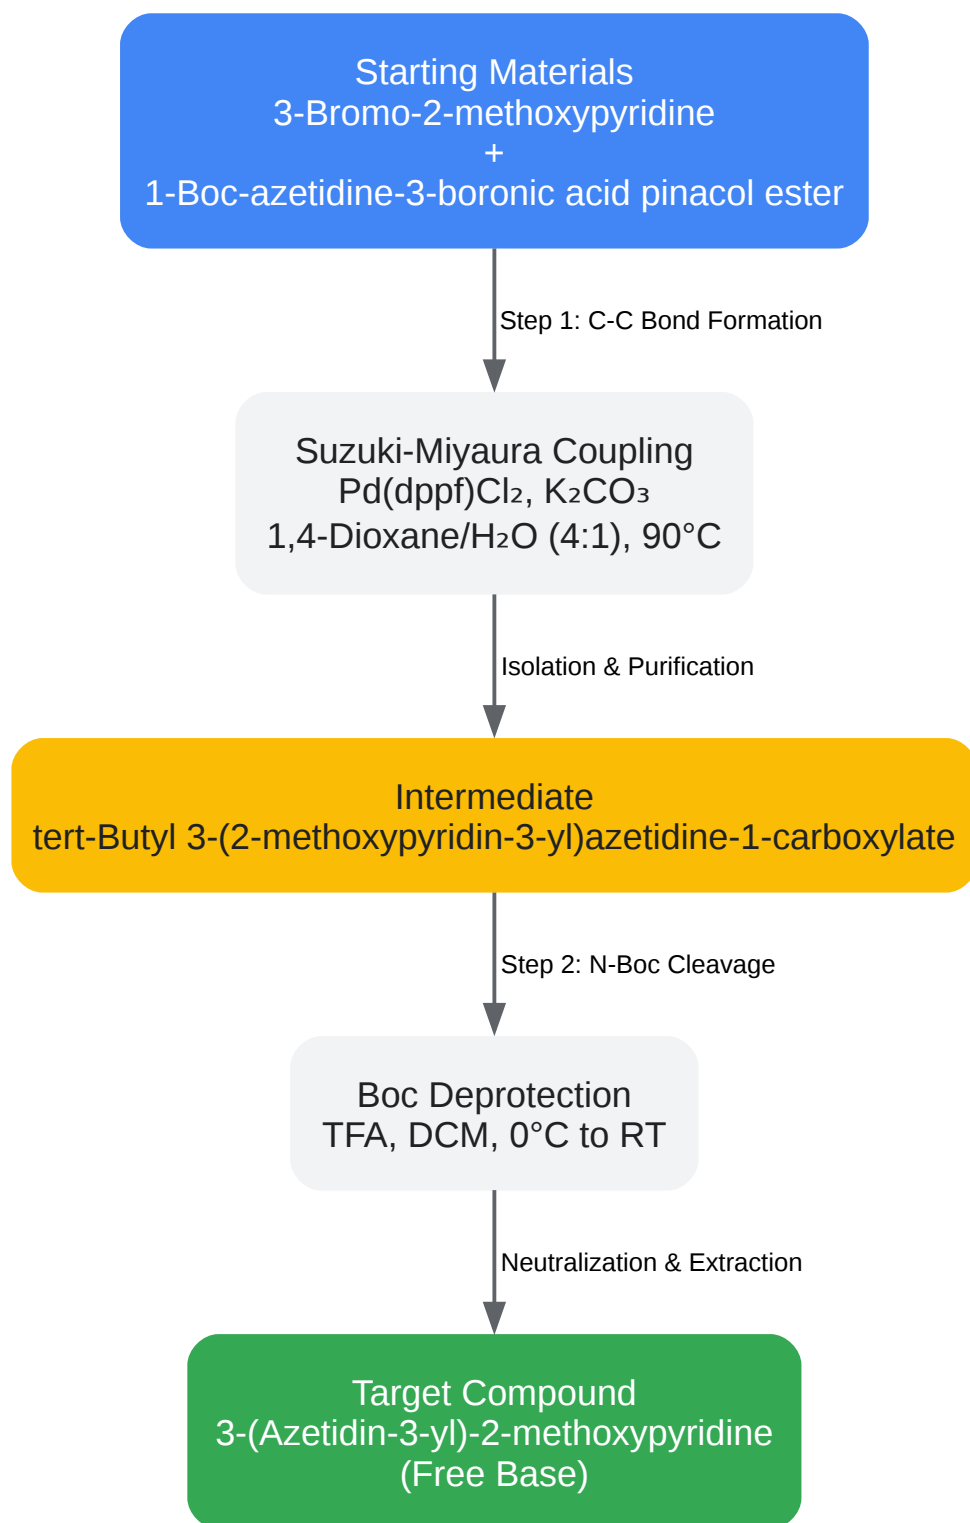 Starting Materials
3-Bromo-2-methoxypyridine
+
1-Boc-azetidine-3-boronic acid pinacol ester
Step 1: C-C Bond Formation
Suzuki-Miyaura Coupling
Pd(dppf)Cl₂, K₂CO₃
1,4-Dioxane/H₂O (4:1), 90°C
Isolation & Purification
Intermediate
tert-Butyl 3-(2-methoxypyridin-3-yl)azetidine-1-carboxylate
Step 2: N-Boc Cleavage
Boc Deprotection
TFA, DCM, 0°C to RT
Neutralization & Extraction
Target Compound
3-(Azetidin-3-yl)-2-methoxypyridine
(Free Base)